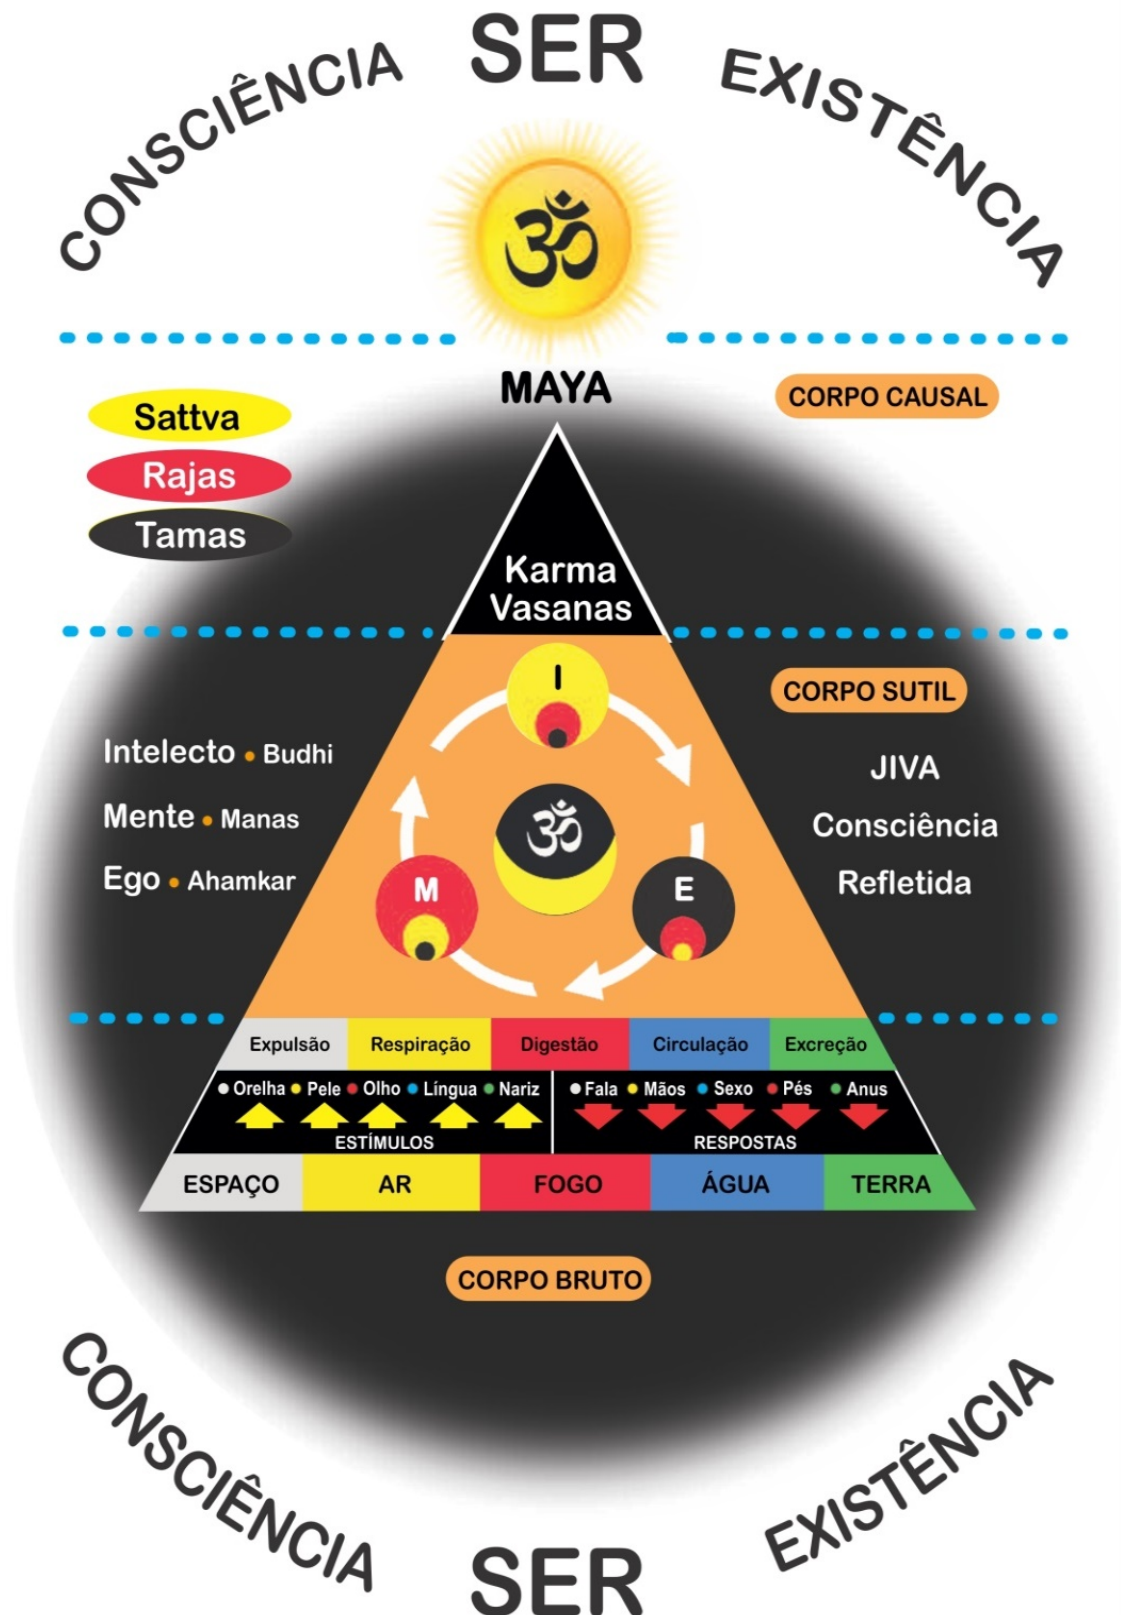 SER
CONSCIÊNCIA
EXISTÊNCIA
ॐ
MAYA
CORPO CAUSAL
Sattva
Rajas
Tamas
Karma
Vasanas
I
CORPO SUTIL
Intelecto • Budhi
Mente • Manas
Ego • Ahamkar
JIVA
Consciência
Refletida
ॐ
M
E
Expulsão Respiração Digestão Circulação Excreção
Orelha Pele Olho Língua Nariz
ESTÍMULOS
Fala Mãos Sexo Pés Anus
RESPOSTAS
ESPAÇO AR FOGO ÁGUA TERRA
CORPO BRUTO
CONSCIÊNCIA
SER
EXISTÊNCIA